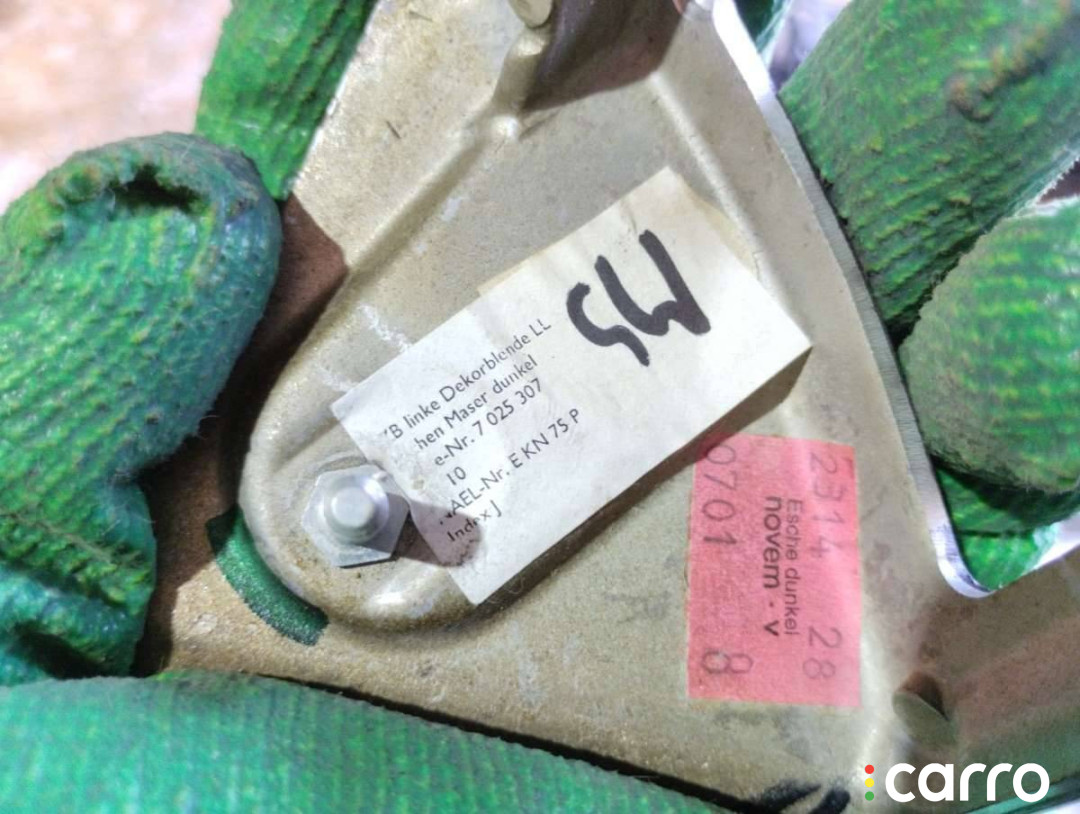 linke Dekorblende LL
hen Maser dunkel
e-Nr. 7 025 307
10
AEL-Nr. E KN 75 P
Index J
2314 28
Esche dunkel
novem · v
0701 8
carro